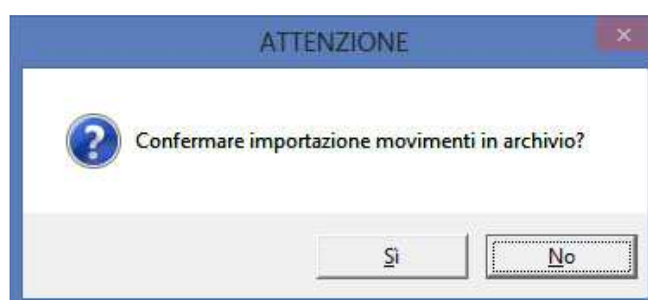 ATTENZIONE
Confermare importazione movimenti in archivio?
Sì
No